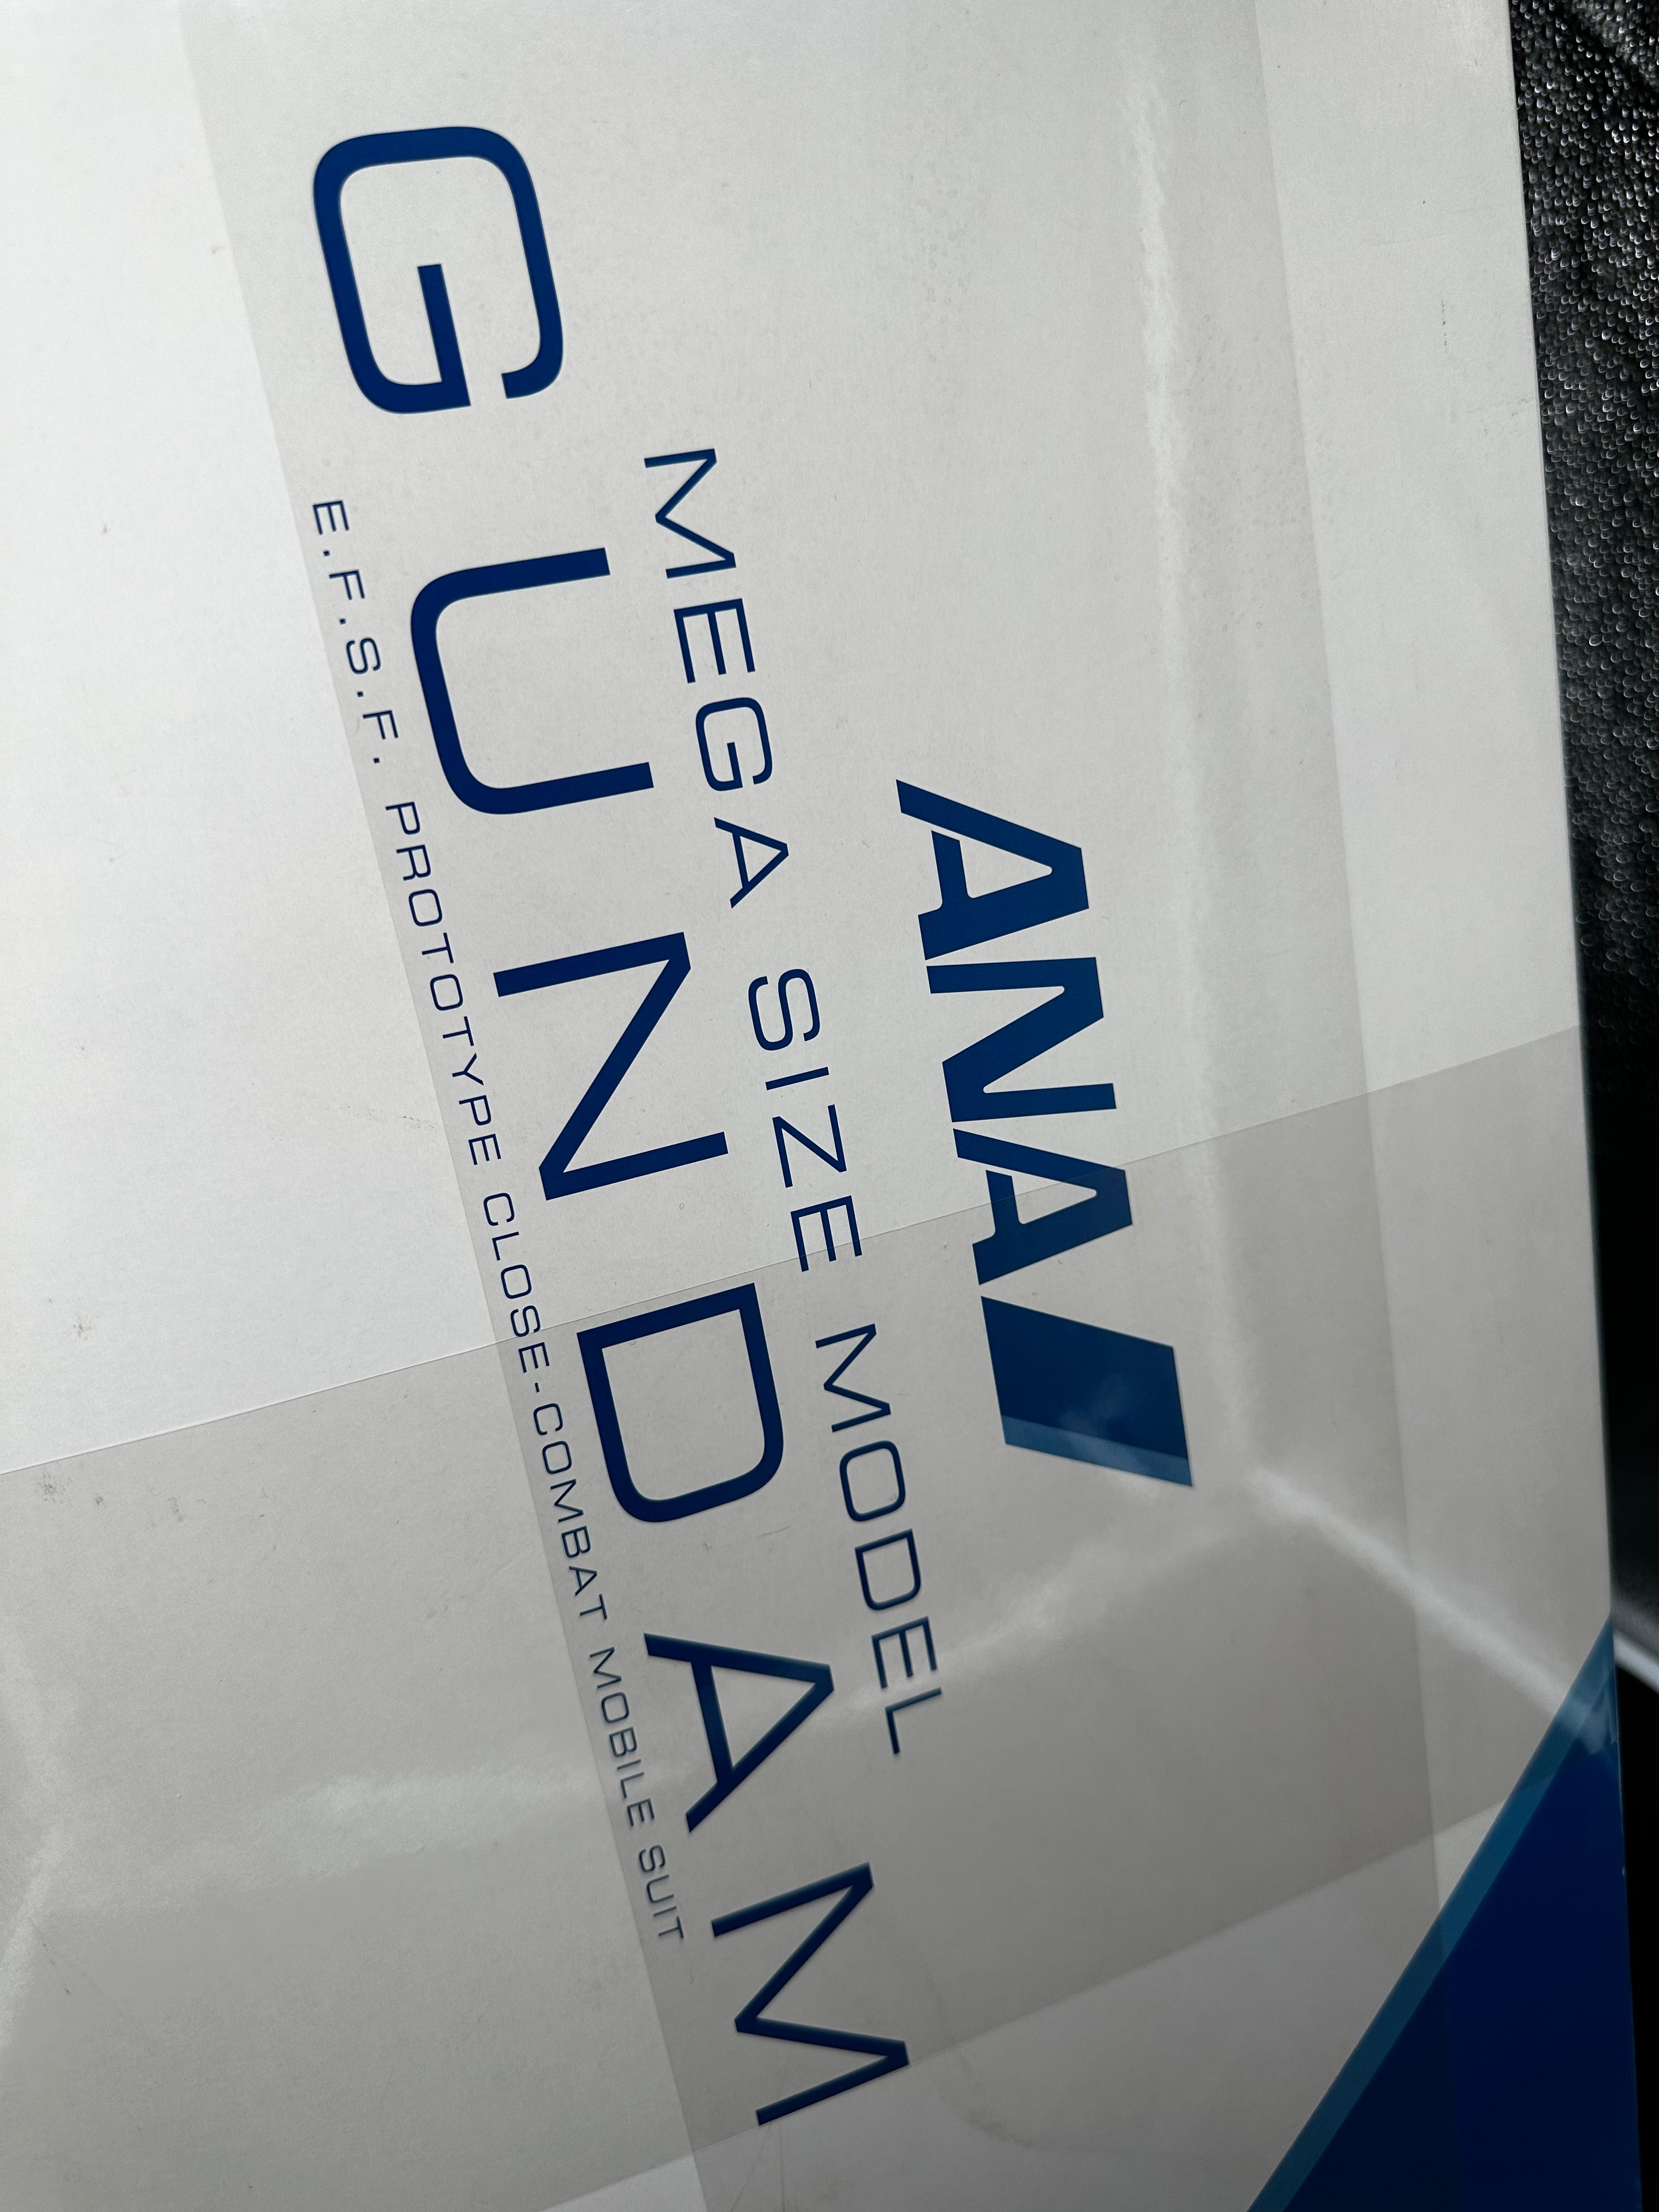 ANA
MEGA SIZE MODEL
GUNDAM
E.F.S.F. PROTOTYPE CLOSE-COMBAT MOBILE SUIT